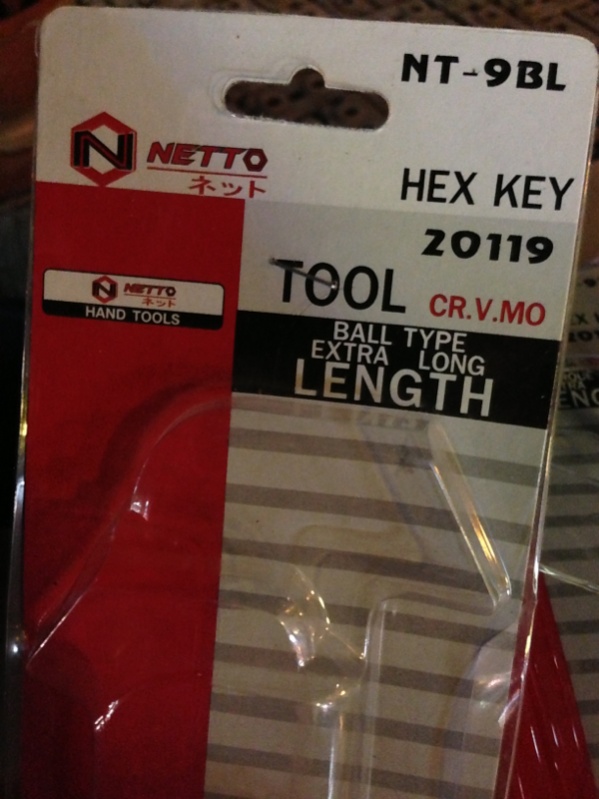 NT-9BL
NETTO
ネット
HEX KEY
20119
NETTO
ネット
HAND TOOLS
TOOL CR.V.MO
BALL TYPE
EXTRA LONG
LENGTH